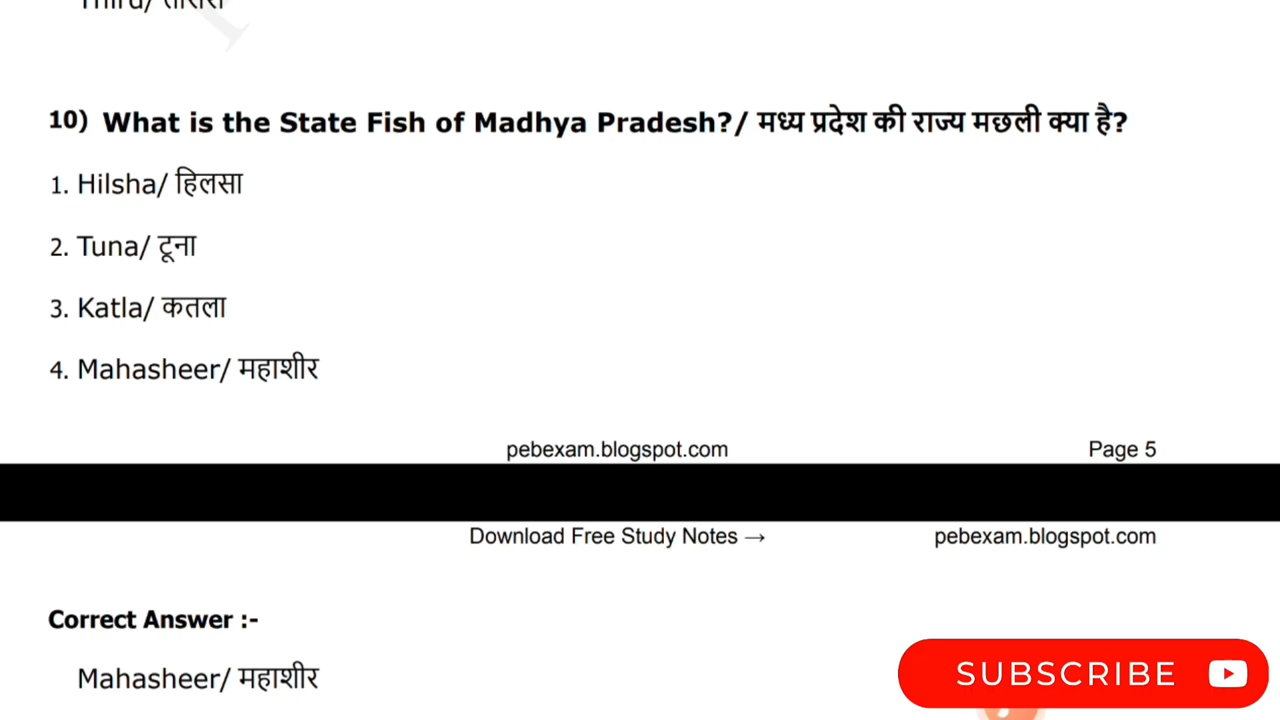 Third/ तीसरा
10) What is the State Fish of Madhya Pradesh?/ मध्य प्रदेश की राज्य मछली क्या है?
1. Hilsha/ हिलसा
2. Tuna/ टूना
3. Katla/ कतला
4. Mahasheer/ महाशीर
pebexam.blogspot.com Page 5
Download Free Study Notes → pebexam.blogspot.com
Correct Answer :-
Mahasheer/ महाशीर
SUBSCRIBE